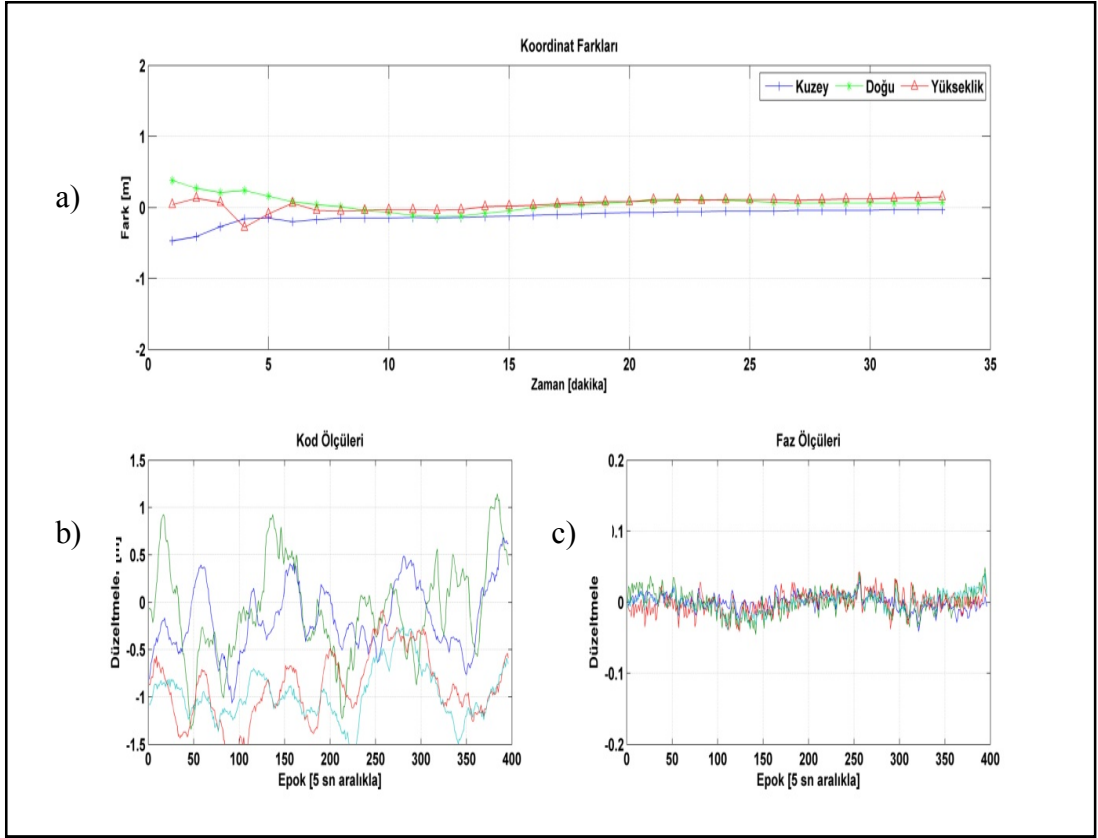 Koordinat Farkları
2
1
0
-1
-2
Fark [m]
a)
Kuzey Doğu Yükseklik
0 5 10 15 20 25 30 35
Zaman [dakika]
Kod Ölçüleri
b)
1.5
1
0.5
0
-0.5
-1
-1.5
0 50 100 150 200 250 300 350 400
Epok [5 sn aralıkla]
Faz Ölçüleri
c)
Düzeltmele
0.2
0
-0.1
-0.2
0 50 100 150 200 250 300 350 400
Epok [5 sn aralıkla]